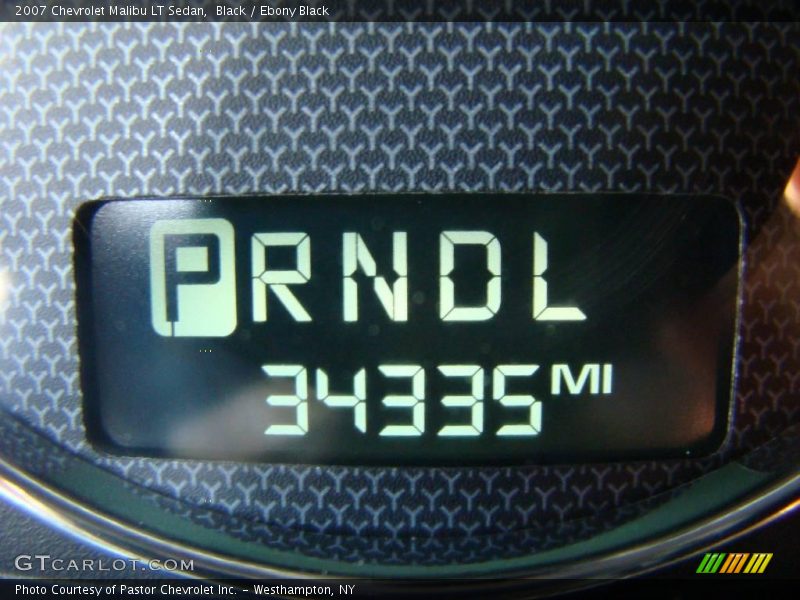 2007 Chevrolet Malibu LT Sedan,  Black / Ebony Black
PRNDL
34335 MI
GTCARLOT.COM
Photo Courtesy of Pastor Chevrolet Inc. – Westhampton, NY